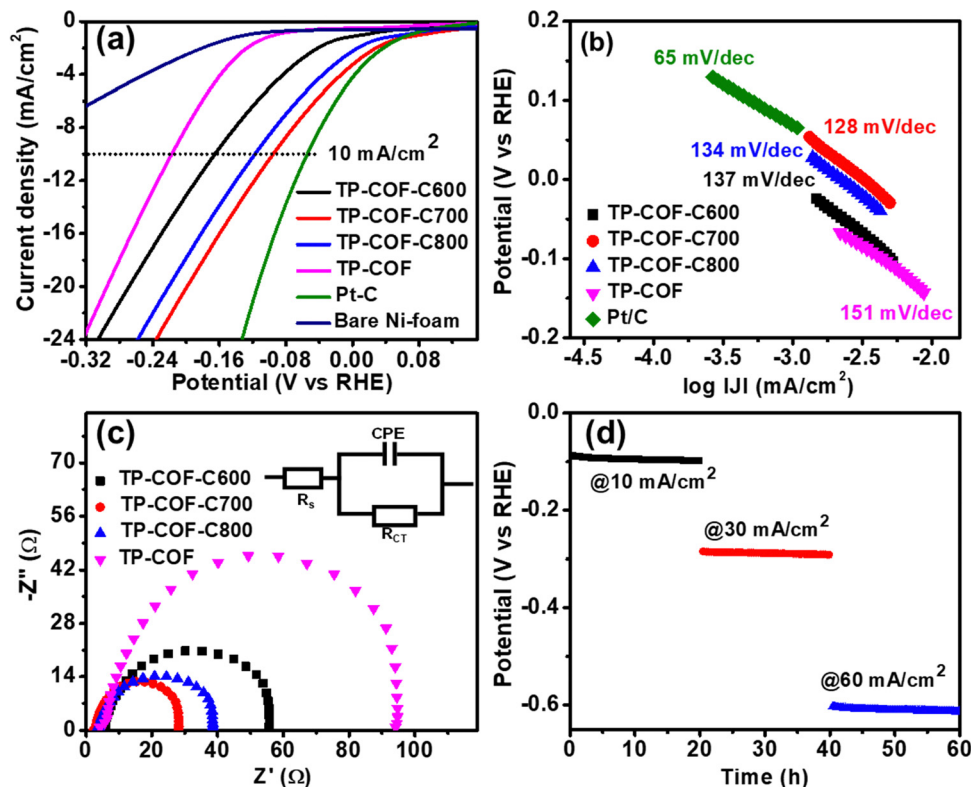 (a)
0
-4
-8
-12
-16
-20
-24
Current density (mA/cm²)
10 mA/cm²
TP-COF-C600
TP-COF-C700
TP-COF-C800
TP-COF
Pt-C
Bare Ni-foam
-0.32
-0.24
-0.16
-0.08
0.00
0.08
Potential (V vs RHE)
(b)
0.2
0.1
0.0
-0.1
-0.2
Potential (V vs RHE)
65 mV/dec
128 mV/dec
134 mV/dec
137 mV/dec
TP-COF-C600
TP-COF-C700
TP-COF-C800
TP-COF
Pt/C
151 mV/dec
-4.5
-4.0
-3.5
-3.0
-2.5
-2.0
log |J| (mA/cm²)
(c)
70
56
42
28
14
0
-Z" (Ω)
TP-COF-C600
TP-COF-C700
TP-COF-C800
TP-COF
CPE
Rs
RCT
0
20
40
60
80
100
Z' (Ω)
(d)
0.0
-0.2
-0.4
-0.6
Potential (V vs RHE)
@10 mA/cm²
@30 mA/cm²
@60 mA/cm²
0
10
20
30
40
50
60
Time (h)